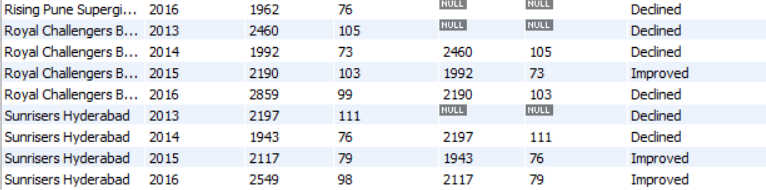 Rising Pune Supergi... 2016 1962 76 NULL NULL Declined
Royal Challengers B... 2013 2460 105 NULL NULL Declined
Royal Challengers B... 2014 1992 73 2460 105 Declined
Royal Challengers B... 2015 2190 103 1992 73 Improved
Royal Challengers B... 2016 2859 99 2190 103 Declined
Sunrisers Hyderabad 2013 2197 111 NULL NULL Declined
Sunrisers Hyderabad 2014 1943 76 2197 111 Declined
Sunrisers Hyderabad 2015 2117 79 1943 76 Improved
Sunrisers Hyderabad 2016 2549 98 2117 79 Improved